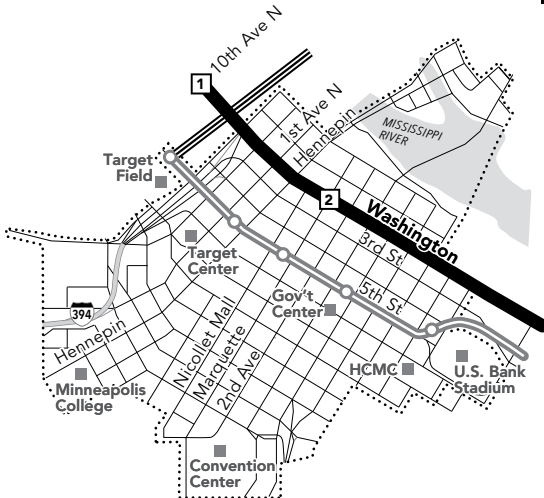 10th Ave N
1
1st Ave N
Hennepin
MISSISSIPPI
RIVER
Target
Field
2
Washington
Target
Center
3rd St
Gov't
Center
5th St
394
Hennepin
Nicollet Mall
Marquette
2nd Ave
HCMC
U.S. Bank
Stadium
Minneapolis
College
Convention
Center